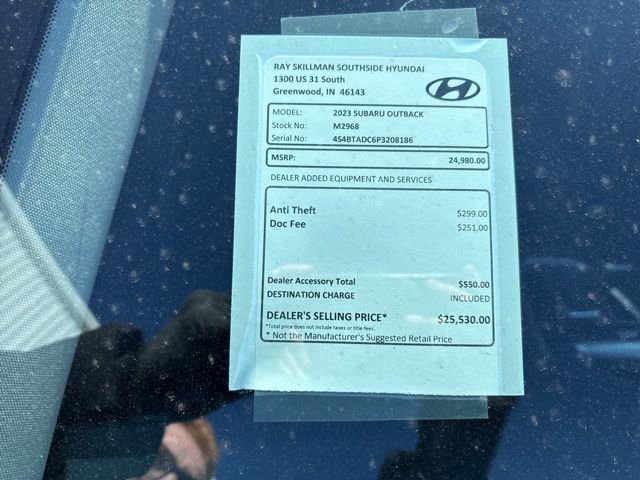 RAY SKILLMAN SOUTHSIDE HYUNDAI
1300 US 31 South
Greenwood, IN 46143
MODEL: 2023 SUBARU OUTBACK
Stock No: M2968
Serial No: 4S4BTADC6P3208186
MSRP: 24,980.00
DEALER ADDED EQUIPMENT AND SERVICES
Anti Theft $299.00
Doc Fee $251.00
Dealer Accessory Total $550.00
DESTINATION CHARGE INCLUDED
DEALER'S SELLING PRICE* $25,530.00
*Total price does not include taxes or title fees.
* Not the Manufacturer's Suggested Retail Price